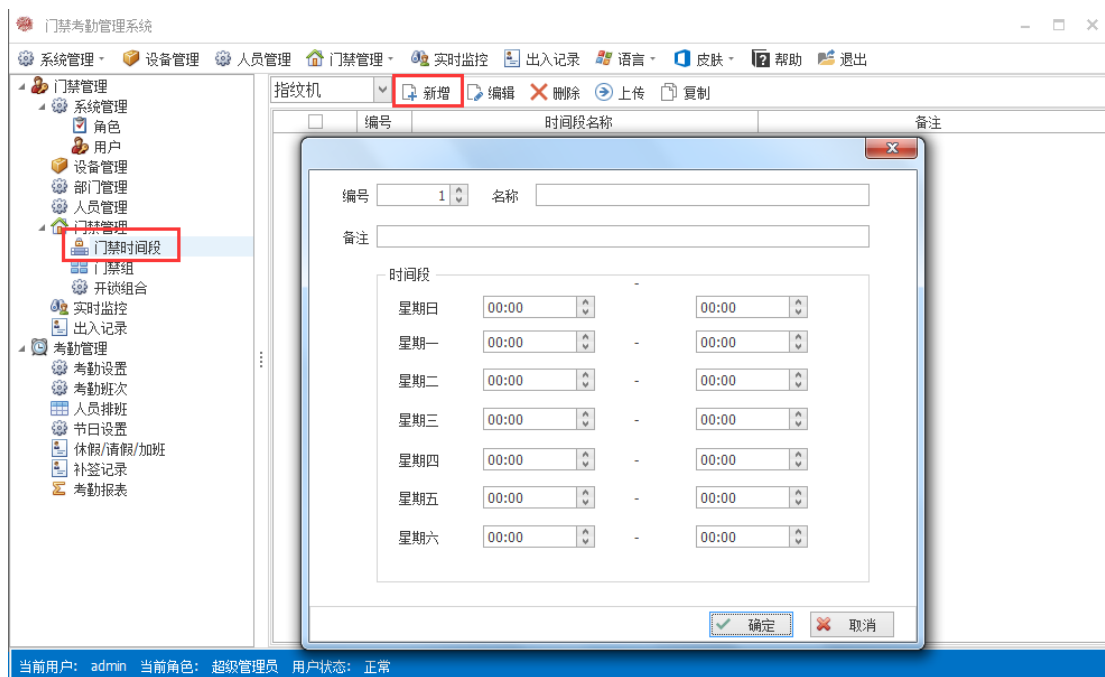 门禁考勤管理系统
系统管理 设备管理 人员管理 门禁管理 实时监控 出入记录 语言 皮肤 帮助 退出
门禁管理
系统管理
角色
用户
设备管理
部门管理
人员管理
门禁管理
门禁时间段
门禁组
开锁组合
实时监控
出入记录
考勤管理
考勤设置
考勤班次
人员排班
节日设置
休假/请假/加班
补签记录
考勤报表
指纹机 新增 编辑 删除 上传 复制
编号 时间段名称 备注
编号 1 名称
备注
时间段
-
星期日 00:00 00:00
星期一 00:00 - 00:00
星期二 00:00 - 00:00
星期三 00:00 - 00:00
星期四 00:00 - 00:00
星期五 00:00 - 00:00
星期六 00:00 - 00:00
确定 取消
当前用户: admin 当前角色: 超级管理员 用户状态: 正常